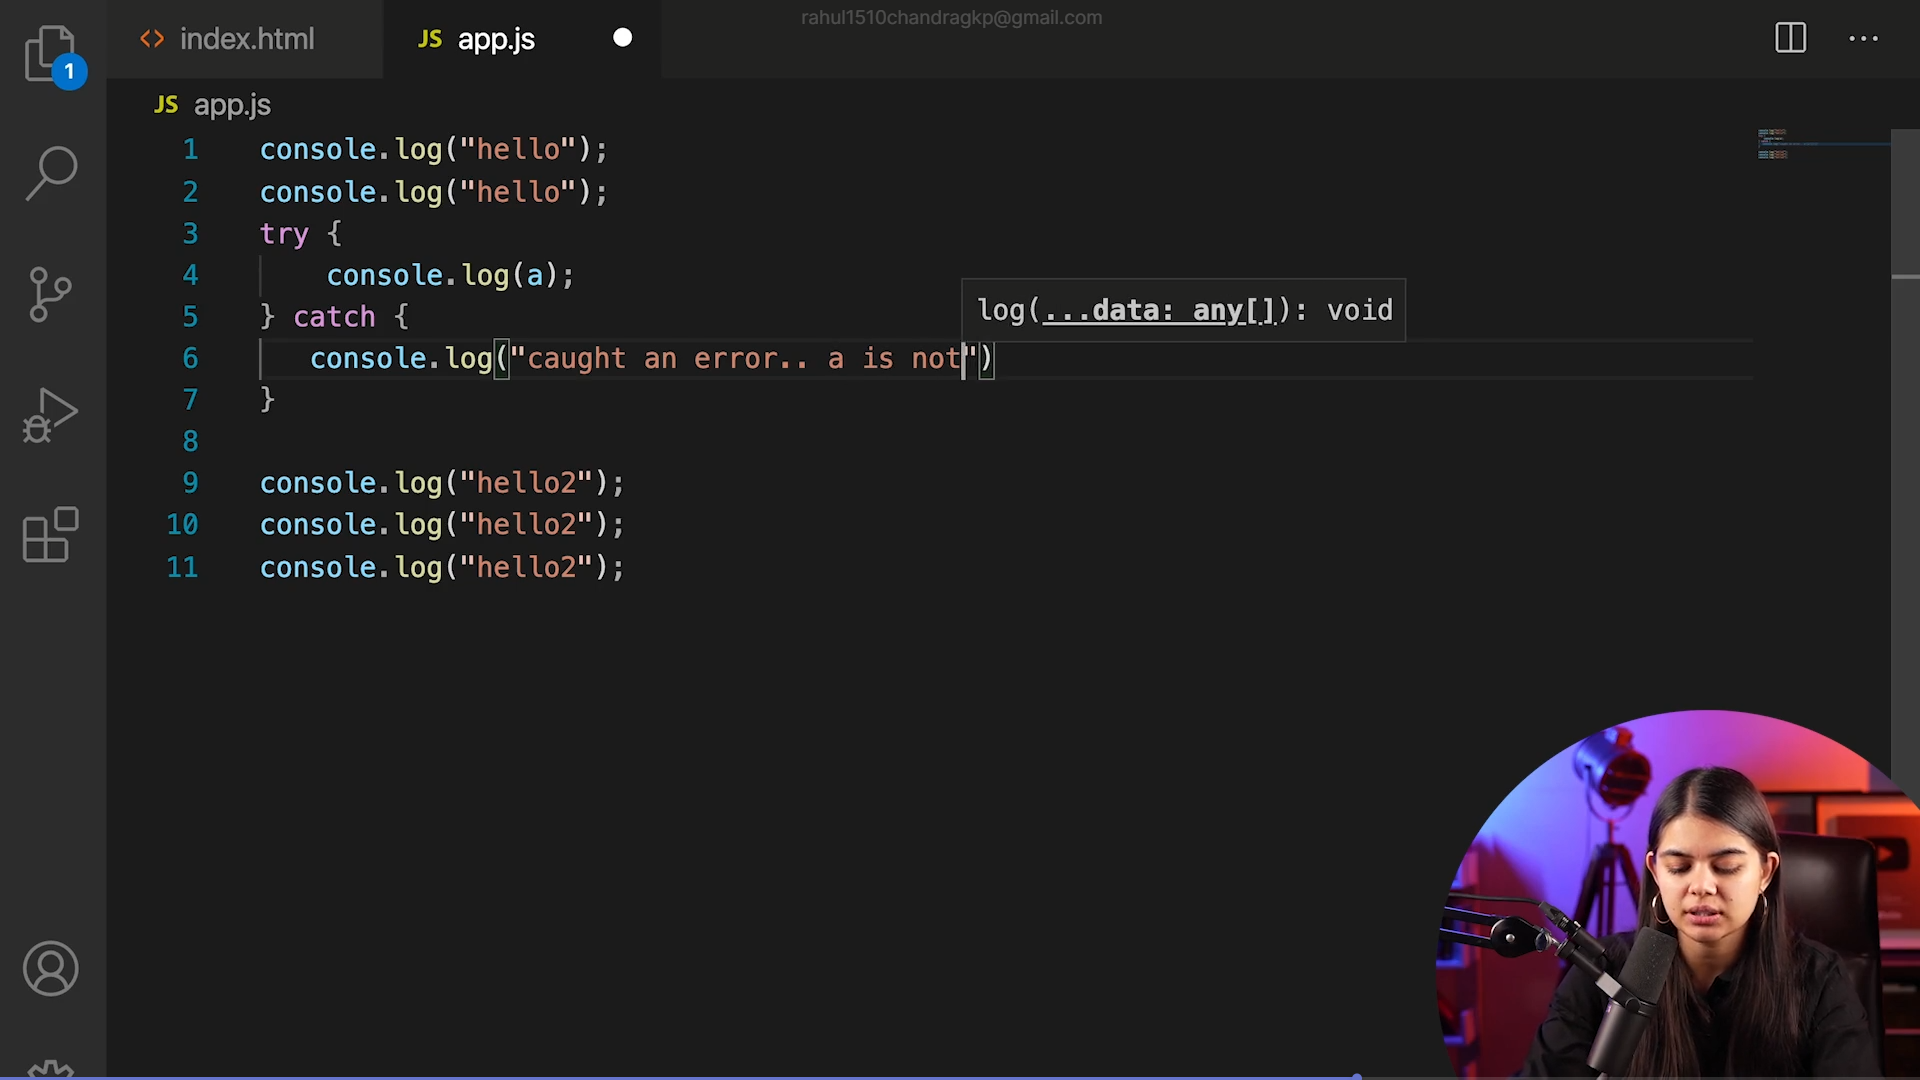 index.html
JS app.js
rahul1510chandragkp@gmail.com
1
JS app.js
1 console.log("hello");
2 console.log("hello");
3 try {
4 console.log(a);
5 } catch {
log(...data: any[]): void
6 console.log("caught an error.. a is not")
7 }
8
9 console.log("hello2");
10 console.log("hello2");
11 console.log("hello2");